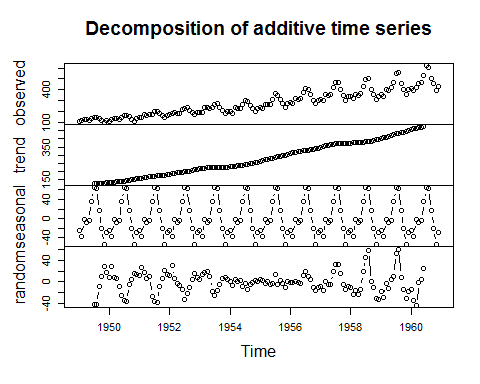 Decomposition of additive time series
observed
100 400
trend
150 350
seasonal
-40 0 40
random
-40 0 40
1950 1952 1954 1956 1958 1960
Time